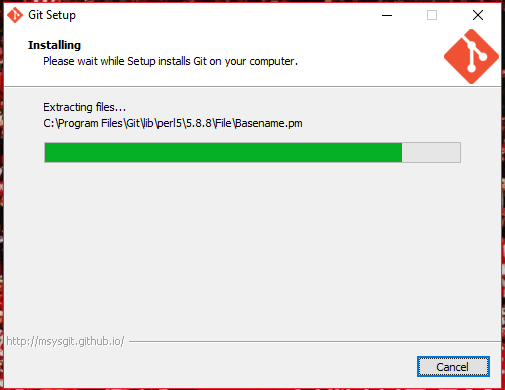 Git Setup
Installing
Please wait while Setup installs Git on your computer.
Extracting files...
C:\Program Files\Git\lib\perl5\5.8.8\File\Basename.pm
http://msysgit.github.io/
Cancel